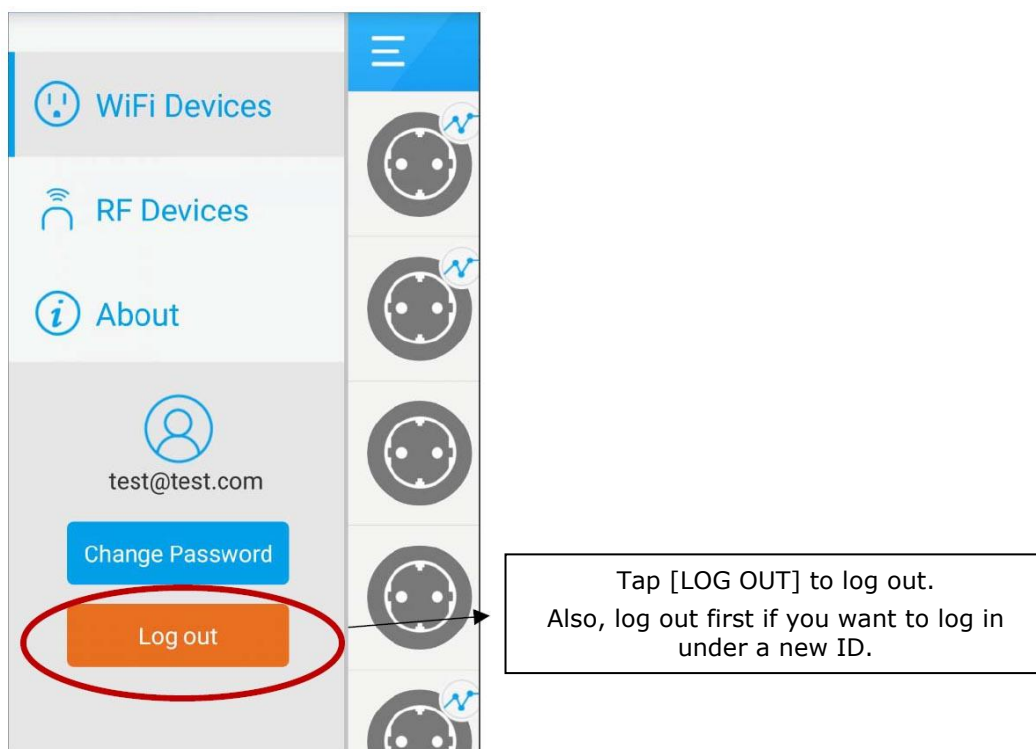 WiFi Devices
RF Devices
About
test@test.com
Change Password
Log out
Tap [LOG OUT] to log out.
Also, log out first if you want to log in
under a new ID.